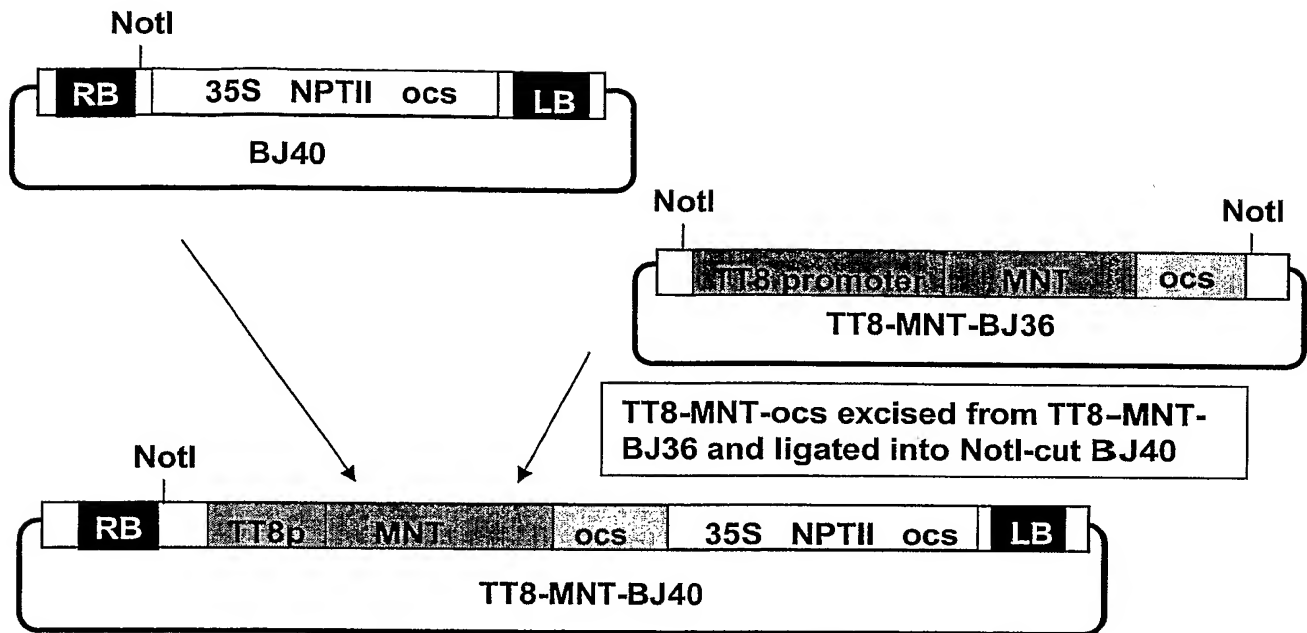 NotI
RB 35S NPTII ocs LB
BJ40
NotI NotI
TT8 promoter MNT ocs
TT8-MNT-BJ36
TT8-MNT-ocs excised from TT8-MNT-
BJ36 and ligated into NotI-cut BJ40
NotI
RB TT8p MNT ocs 35S NPTII ocs LB
TT8-MNT-BJ40